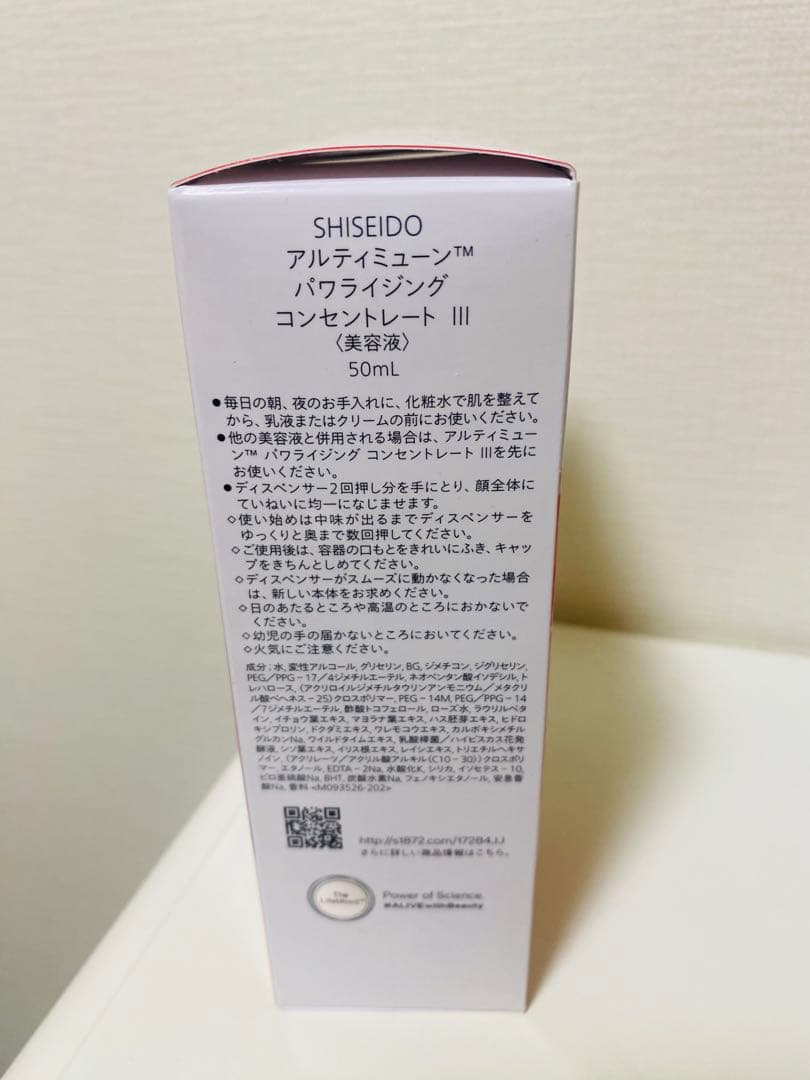 SHISEIDO
アルティミューン™
パワライジング
コンセントレート III
〈美容液〉
50mL
●毎日の朝、夜のお手入れに、化粧水で肌を整えて
から、乳液またはクリームの前にお使いください。
●他の美容液と併用される場合は、アルティミュー
ン™ パワライジング コンセントレート IIIを先に
お使いください。
●ディスペンサー2回押し分を手にとり、顔全体に
ていねいに均一になじませます。
◇使い始めは中味が出るまでディスペンサーを
ゆっくりと奥まで数回押してください。
◇ご使用後は、容器の口もとをきれいにふき、キャッ
プをきちんとしめてください。
◇ディスペンサーがスムーズに動かなくなった場合
は、新しい本体をお求めください。
◇日のあたるところや高温のところにおかないで
ください。
◇幼児の手の届かないところにおいてください。
◇火気にご注意ください。
成分；水,変性アルコール,グリセリン,BG,ジメチコン,ジグリセリン,
PEG／PPG－17／4ジメチルエーテル,ネオペンタン酸イソデシル,ト
レハロース,（アクリロイルジメチルタウリンアンモニウム／メタクリ
ル酸ベヘネス－25）クロスポリマー,PEG－14M,PEG／PPG－14
／7ジメチルエーテル,酢酸トコフェロール,ローズ水,ラウリルベタ
イン,イチョウ葉エキス,マヨラナ葉エキス,ハス胚芽エキス,ヒドロ
キシプロリン,ドクダミエキス,ワレモコウエキス,カルボキシメチル
グルカンNa,ワイルドタイムエキス,乳酸桿菌／ハイビスカス花発
酵液,シソ葉エキス,イリス根エキス,レイシエキス,トリエチルヘキサ
ノイン,（アクリレーツ／アクリル酸アルキル（C10－30））クロスポリ
マー,エタノール,EDTA－2Na,水酸化K,シリカ,イソセテス－10,
ピロ亜硫酸Na,BHT,炭酸水素Na,フェノキシエタノール,安息香
酸Na,香料 <M093526-202>
http://s1872.com/17284JJ
さらに詳しい商品情報はこちら。
The
LifeBlood™
Power of Science.
#ALIVEwithBeauty